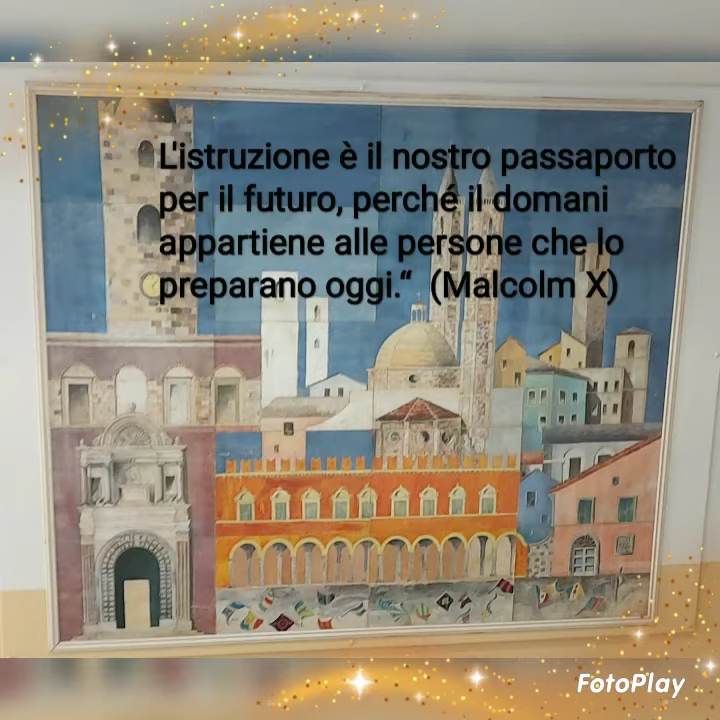 L'istruzione è il nostro passaporto
per il futuro, perché il domani
appartiene alle persone che lo
preparano oggi.“ (Malcolm X)
FotoPlay